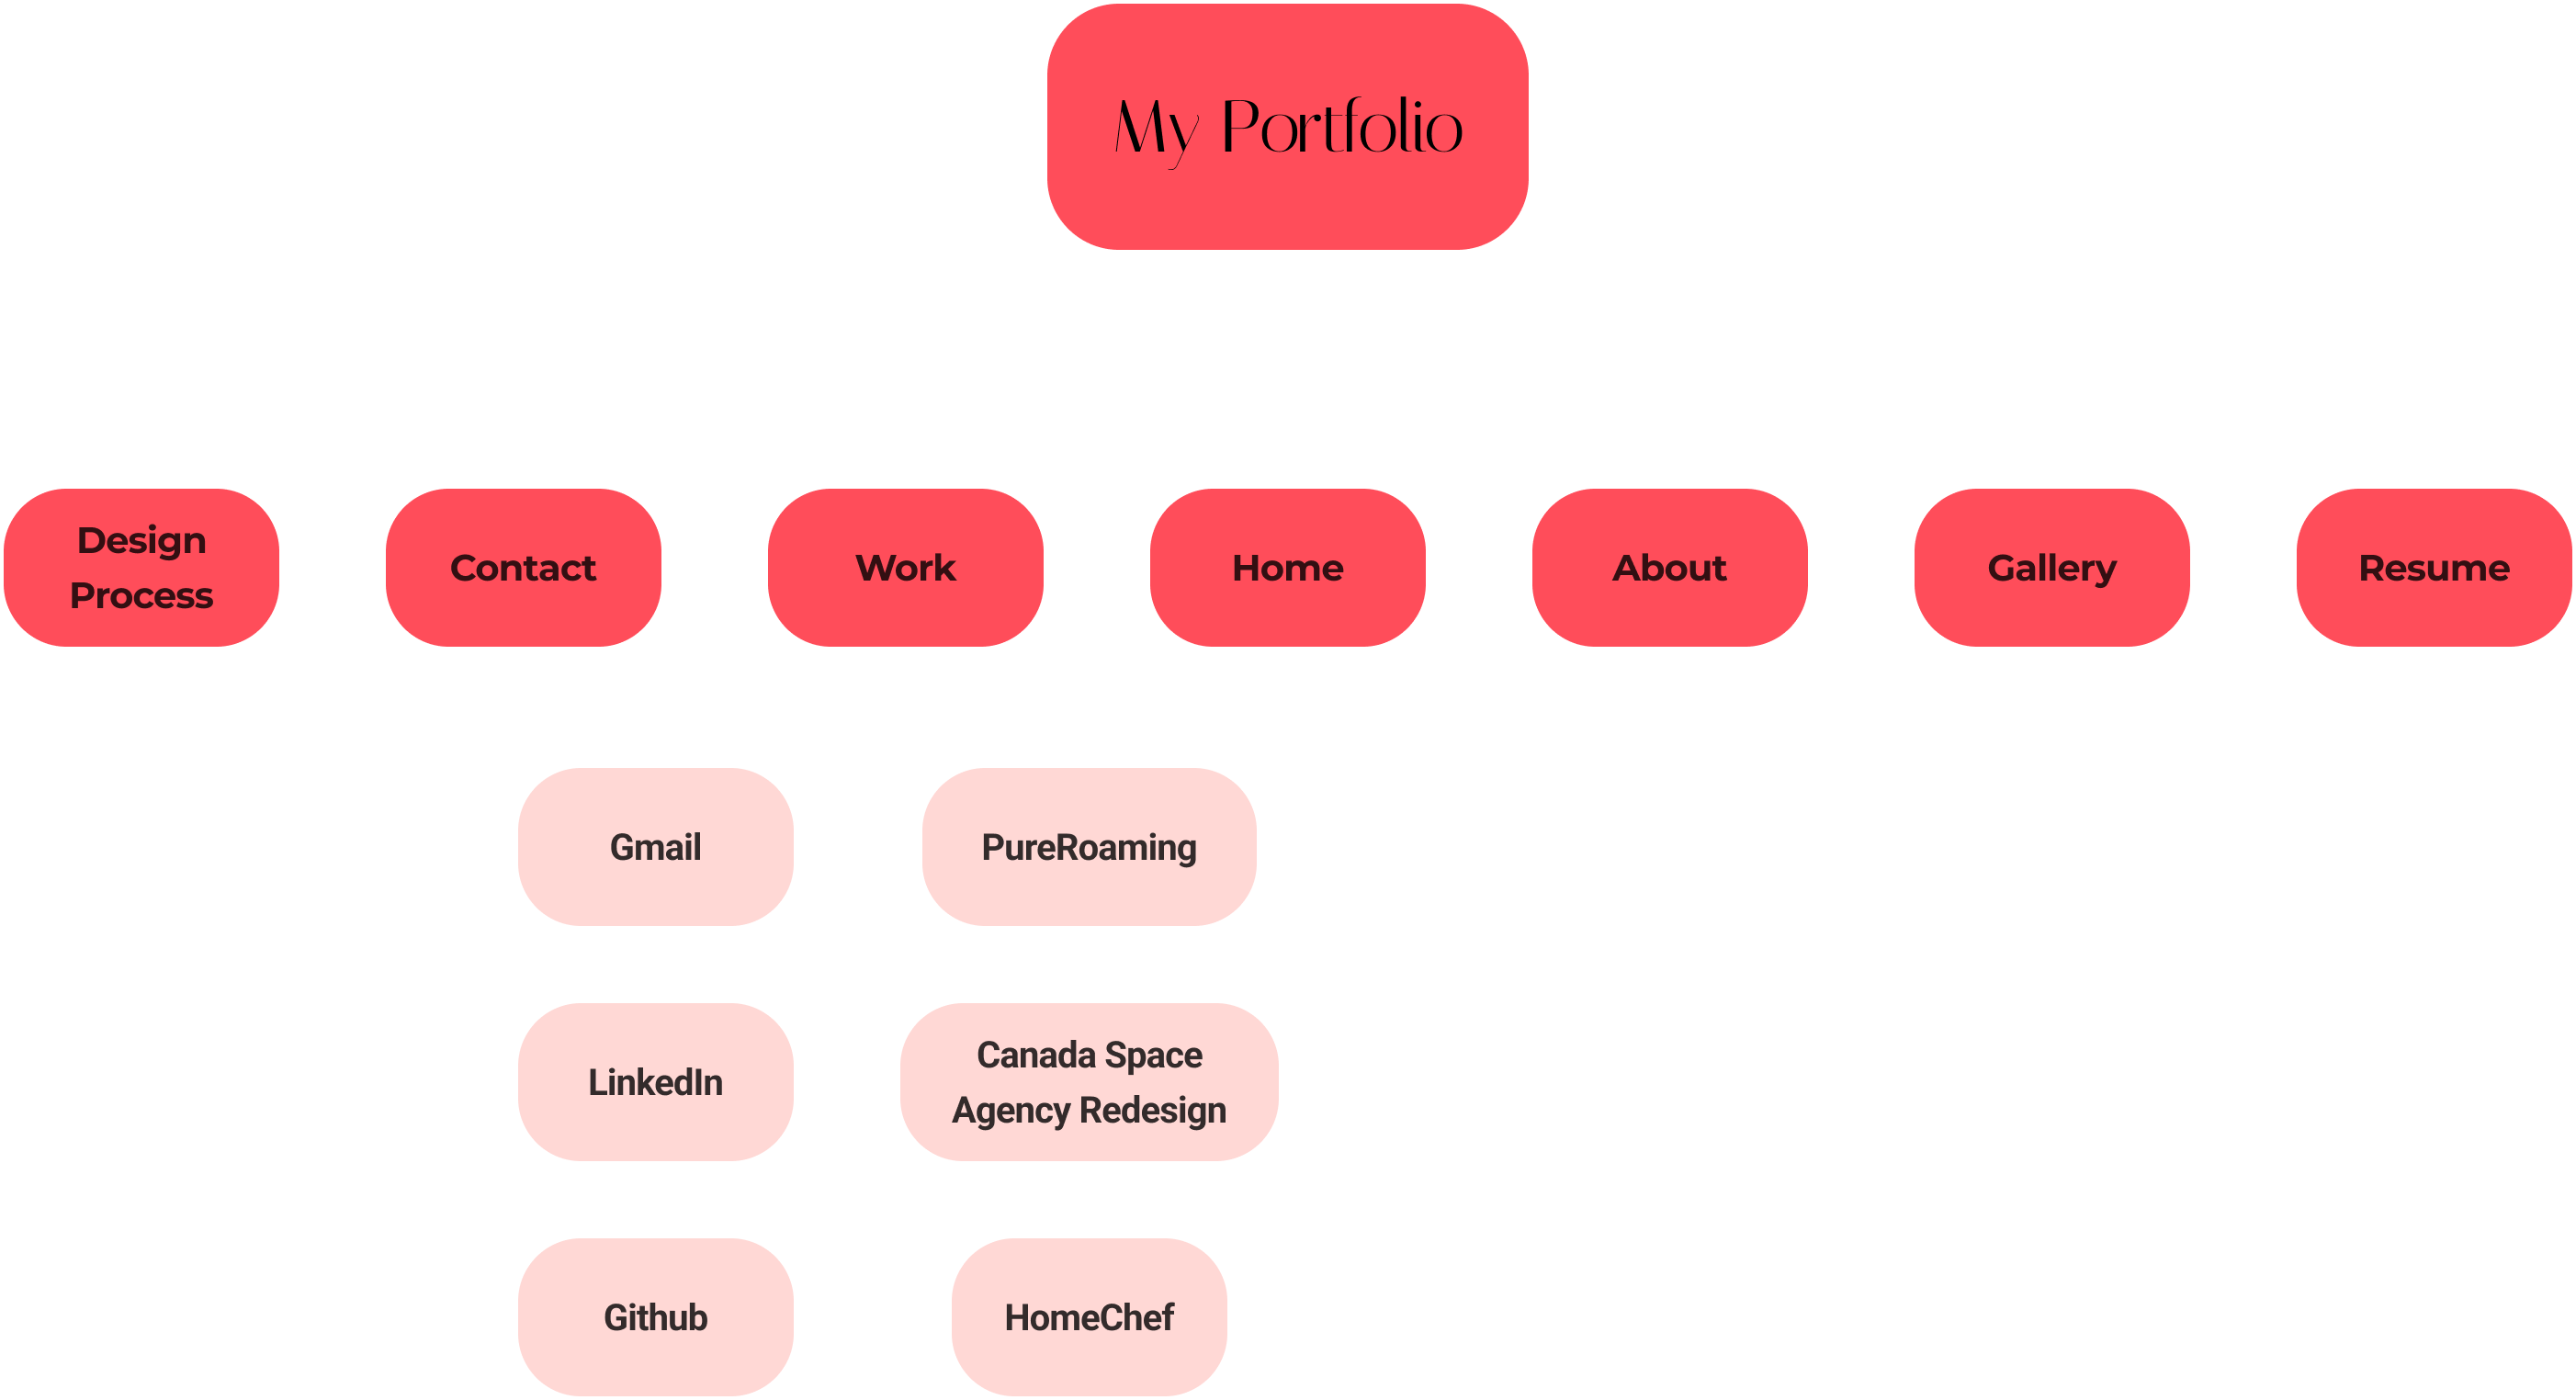 My Portfolio
Design
Process
Contact
Work
Home
About
Gallery
Resume
Gmail
PureRoaming
LinkedIn
Canada Space
Agency Redesign
Github
HomeChef